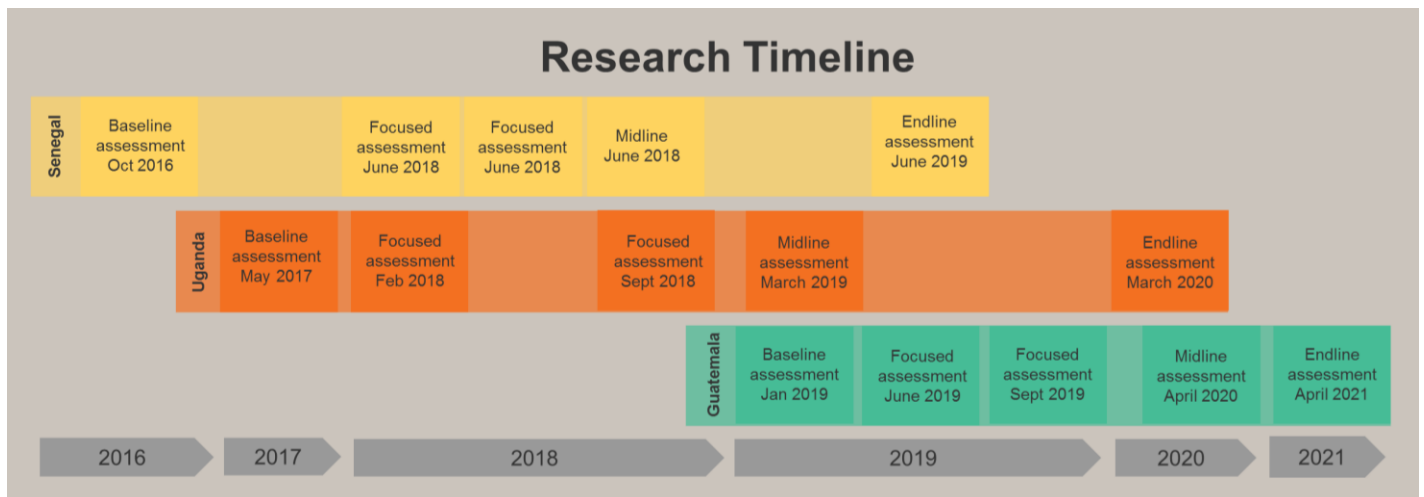 Research Timeline
Senegal
Baseline
assessment
Oct 2016
Focused
assessment
June 2018
Focused
assessment
June 2018
Midline
June 2018
Endline
assessment
June 2019
Uganda
Baseline
assessment
May 2017
Focused
assessment
Feb 2018
Focused
assessment
Sept 2018
Midline
assessment
March 2019
Endline
assessment
March 2020
Guatemala
Baseline
assessment
Jan 2019
Focused
assessment
June 2019
Focused
assessment
Sept 2019
Midline
assessment
April 2020
Endline
assessment
April 2021
2016
2017
2018
2019
2020
2021